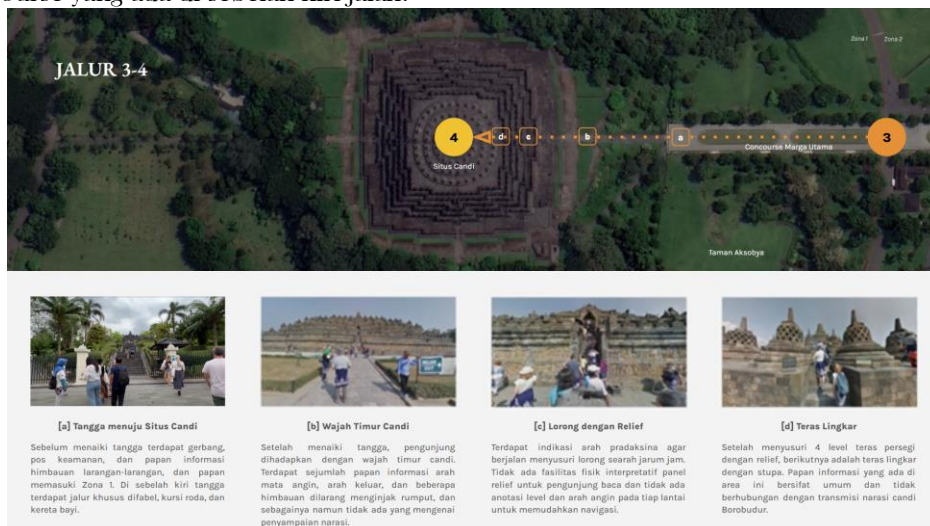 JALUR 3-4
Zona 1 Zona 2
4 d c b a 3
Concourse Marga Utama
Situs Candi
Taman Aksobya
[a] Tangga menuju Situs Candi
Sebelum menaiki tangga terdapat gerbang,
pos keamanan, dan papan informasi
himbauan larangan-larangan, dan papan
memasuki Zona 1. Di sebelah kiri tangga
terdapat jalur khusus difabel, kursi roda, dan
kereta bayi.
[b] Wajah Timur Candi
Setelah menaiki tangga, pengunjung
dihadapkan dengan wajah timur candi.
Terdapat sejumlah papan informasi arah
mata angin, arah keluar, dan beberapa
himbauan dilarang menginjak rumput, dan
sebagainya namun tidak ada yang mengenai
penyampaian narasi.
[c] Lorong dengan Relief
Terdapat indikasi arah pradaksina agar
berjalan menyusuri lorong searah jarum jam.
Tidak ada fasilitas fisik interpretatif panel
relief untuk pengunjung baca dan tidak ada
anotasi level dan arah angin pada tiap lantai
untuk memudahkan navigasi.
[d] Teras Lingkar
Setelah menyusuri 4 level teras persegi
dengan relief, berikutnya adalah teras lingkar
dengan stupa. Papan informasi yang ada di
area ini bersifat umum dan tidak
berhubungan dengan transmisi narasi candi
Borobudur.